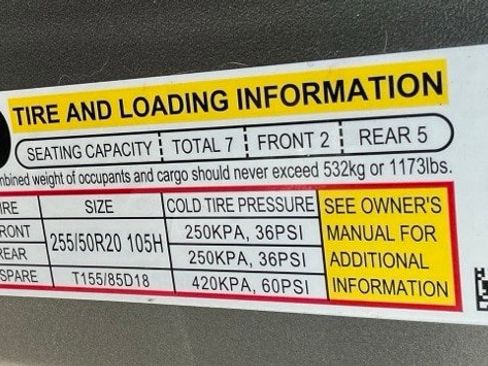 TIRE AND LOADING INFORMATION
SEATING CAPACITY TOTAL 7 FRONT 2 REAR 5
weight of occupants and cargo should never exceed 532kg or 1173lbs.
SIZE COLD TIRE PRESSURE SEE OWNER'S
255/50R20 105H 250KPA, 36PSI MANUAL FOR
REAR 250KPA, 36PSI ADDITIONAL
SPARE T155/85D18 420KPA, 60PSI INFORMATION